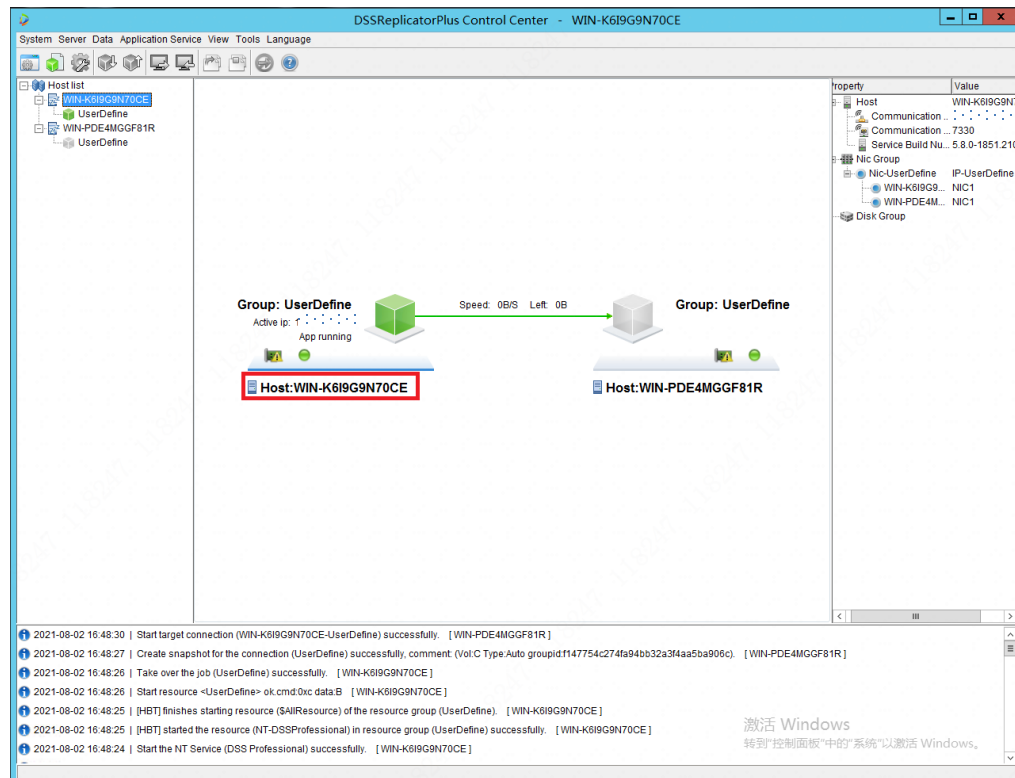 DSSReplicatorPlus Control Center - WIN-K6I9G9N70CE
System Server Data Application Service View Tools Language
Host list
WIN-K6I9G9N70CE
UserDefine
WIN-PDE4MGGF81R
UserDefine
Property Value
Host WIN-K6I9G9N7
Communication ..
Communication ... 7330
Service Build Nu... 5.8.0-1851.210
Nic Group
Nic-UserDefine IP-UserDefine
WIN-K6I9G9... NIC1
WIN-PDE4M... NIC1
Disk Group
Group: UserDefine
Active ip:
App running
Speed: 0B/S Left: 0B
Group: UserDefine
Host:WIN-K6I9G9N70CE
Host:WIN-PDE4MGGF81R
2021-08-02 16:48:30 | Start target connection (WIN-K6I9G9N70CE-UserDefine) successfully. [ WIN-PDE4MGGF81R ]
2021-08-02 16:48:27 | Create snapshot for the connection (UserDefine) successfully, comment: (Vol:C Type:Auto groupid:f147754c274fa94bb32a3f4aa5ba906c). [ WIN-PDE4MGGF81R ]
2021-08-02 16:48:26 | Take over the job (UserDefine) successfully. [ WIN-K6I9G9N70CE ]
2021-08-02 16:48:26 | Start resource <UserDefine> ok.cmd:0xc data:B [ WIN-K6I9G9N70CE ]
2021-08-02 16:48:25 | [HBT] finishes starting resource ($AllResource) of the resource group (UserDefine). [ WIN-K6I9G9N70CE ]
2021-08-02 16:48:25 | [HBT] started the resource (NT-DSSProfessional) in resource group (UserDefine) successfully. [ WIN-K6I9G9N70CE ]
2021-08-02 16:48:24 | Start the NT Service (DSS Professional) successfully. [ WIN-K6I9G9N70CE ]
激活 Windows
转到"控制面板"中的"系统"以激活 Windows。